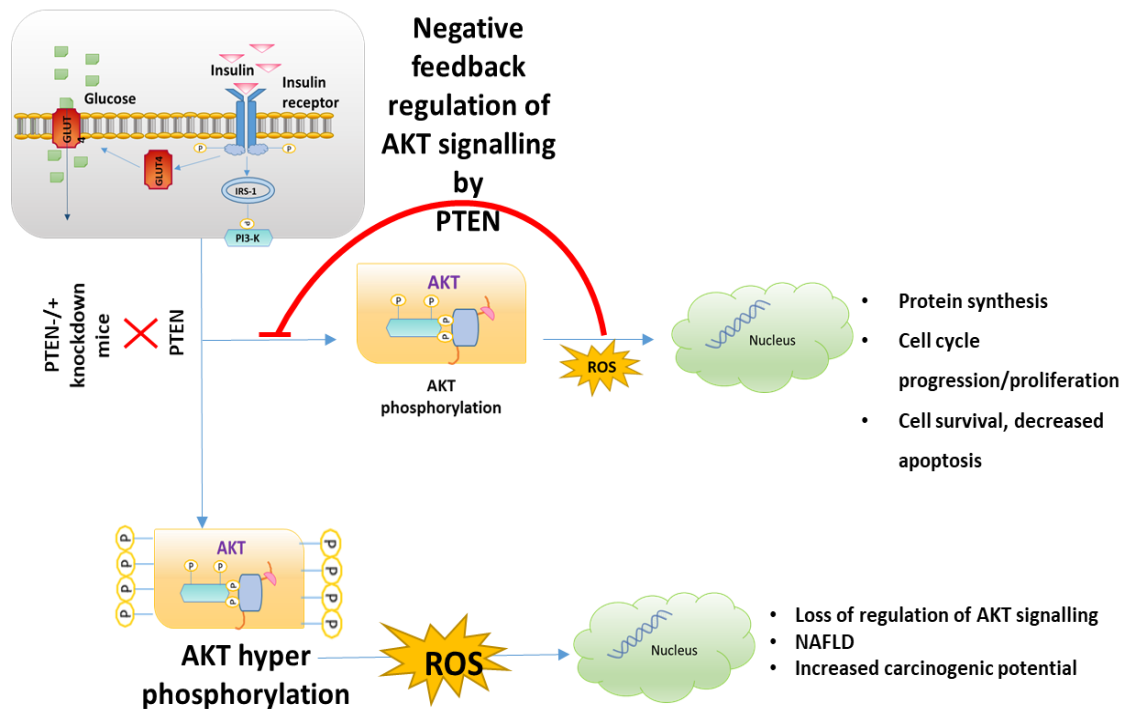 Negative
feedback
regulation of
AKT signalling
by
PTEN
Insulin
Insulin
receptor
Glucose
GLUT
4
GLUT4
P
P
IRS-1
P
PI3-K
PTEN-/+
knockdown
mice
PTEN
AKT
P
P
P
P
AKT
phosphorylation
ROS
Nucleus
• Protein synthesis
• Cell cycle
progression/proliferation
• Cell survival, decreased
apoptosis
P
P
P
P
AKT
P
P
P
P
P
P
P
P
AKT hyper
phosphorylation
ROS
Nucleus
• Loss of regulation of AKT signalling
• NAFLD
• Increased carcinogenic potential